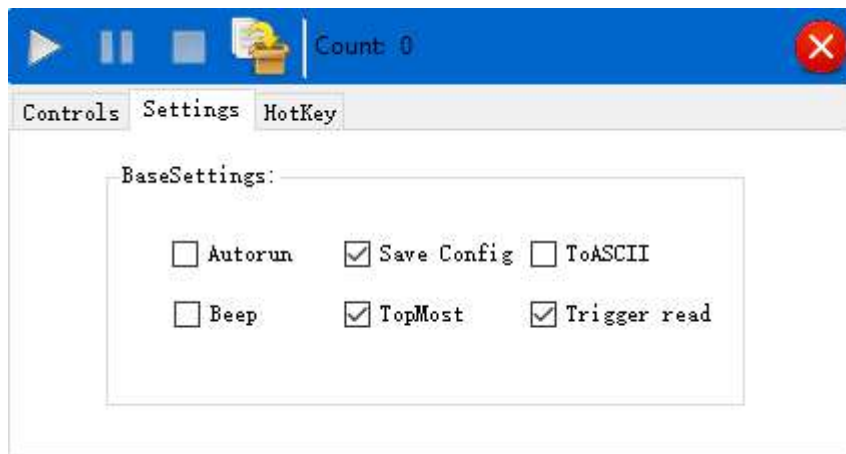 Count: 0
Controls Settings HotKey
BaseSettings:
Autorun Save Config ToASCII
Beep TopMost Trigger read